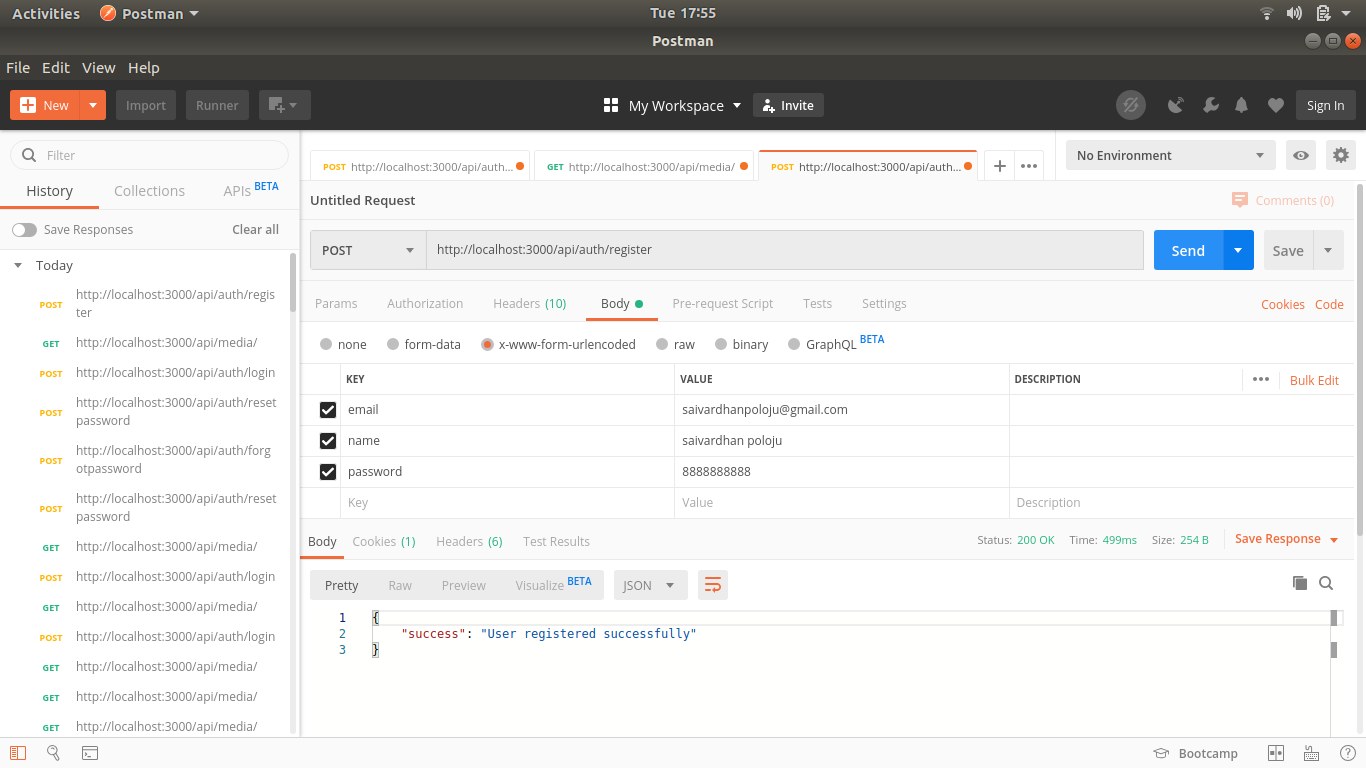 Activities Postman Tue 17:55
Postman
File Edit View Help
New Import Runner My Workspace Invite Sign In
Filter
History Collections APIs BETA
Save Responses Clear all
Today
POST http://localhost:3000/api/auth/regis
ter
GET http://localhost:3000/api/media/
POST http://localhost:3000/api/auth/login
POST http://localhost:3000/api/auth/reset
password
POST http://localhost:3000/api/auth/forg
otpassword
POST http://localhost:3000/api/auth/reset
password
GET http://localhost:3000/api/media/
POST http://localhost:3000/api/auth/login
GET http://localhost:3000/api/media/
POST http://localhost:3000/api/auth/login
GET http://localhost:3000/api/media/
GET http://localhost:3000/api/media/
GET http://localhost:3000/api/media/
POST http://localhost:3000/api/auth... GET http://localhost:3000/api/media/ POST http://localhost:3000/api/auth... No Environment
Untitled Request Comments (0)
POST http://localhost:3000/api/auth/register Send Save
Params Authorization Headers (10) Body Pre-request Script Tests Settings Cookies Code
none form-data x-www-form-urlencoded raw binary GraphQL BETA
KEY VALUE DESCRIPTION Bulk Edit
email saivardhanpoloju@gmail.com
name saivardhan poloju
password 8888888888
Key Value Description
Body Cookies (1) Headers (6) Test Results Status: 200 OK Time: 499ms Size: 254 B Save Response
Pretty Raw Preview Visualize BETA JSON
1 {
2 "success": "User registered successfully"
3 }
Bootcamp